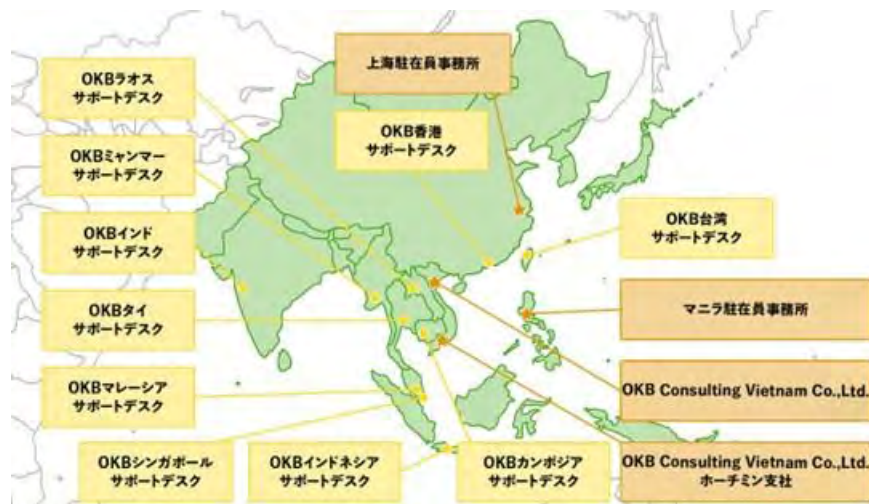 上海駐在員事務所
OKBラオス
サポートデスク
OKB香港
サポートデスク
OKBミャンマー
サポートデスク
OKBインド
サポートデスク
OKB台湾
サポートデスク
OKBタイ
サポートデスク
マニラ駐在員事務所
OKBマレーシア
サポートデスク
OKB Consulting Vietnam Co.,Ltd.
OKBシンガポール
サポートデスク
OKBインドネシア
サポートデスク
OKBカンボジア
サポートデスク
OKB Consulting Vietnam Co.,Ltd.
ホーチミン支社